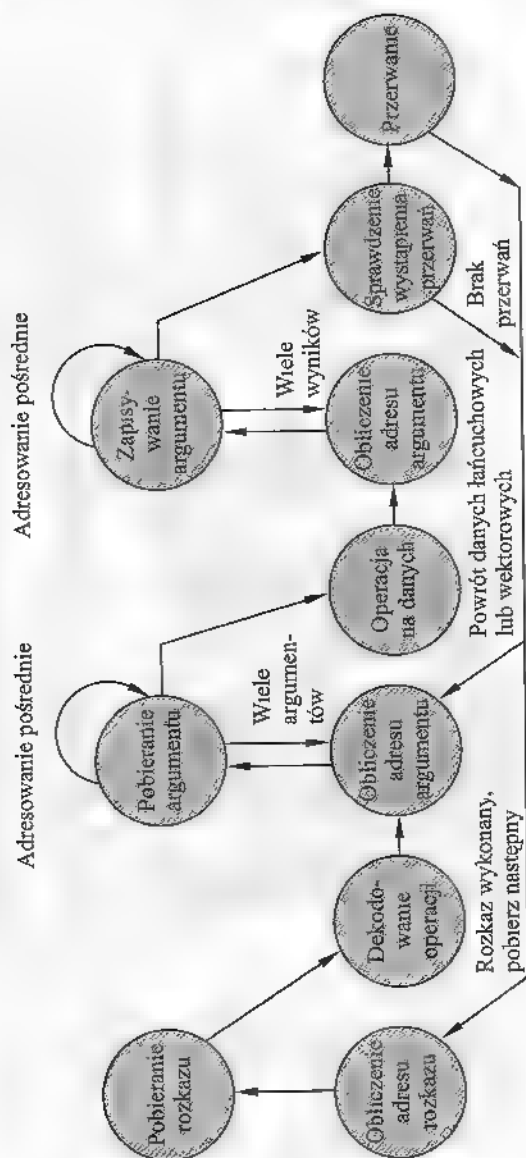 Adresowanie pośrednie
Adresowanie pośrednie
Pobieranie
rozkazu
Pobieranie
argumentu
Zapisy-
wanie
argumentu
Wiele
argumen-
tów
Wiele
wyników
Obliczenie
adresu
rozkazu
Dekodo-
wanie
operacji
Obliczenie
adresu
argumentu
Operacja
na danych
Obliczenie
adresu
argumentu
Sprawdzenie
wystąpienia
przerwań
Przerwanie
Rozkaz wykonany,
pobierz następny
Powrót danych łańcuchowych
lub wektorowych
Brak
przerwań